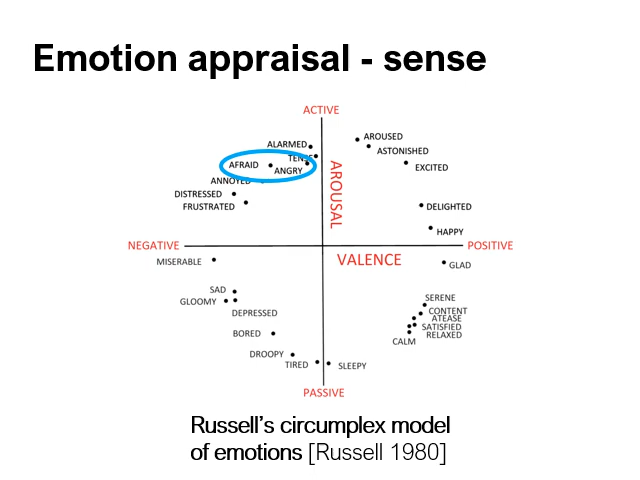 Emotion appraisal - sense
ACTIVE
ALARMED
AROUSED
TENSE
ASTONISHED
AFRAID
ANGRY
EXCITED
ANNOYED
AROUSAL
DISTRESSED
FRUSTRATED
DELIGHTED
HAPPY
NEGATIVE
POSITIVE
MISERABLE
VALENCE
GLAD
SAD
GLOOMY
SERENE
DEPRESSED
CONTENT
ATEASE
SATISFIED
RELAXED
BORED
CALM
DROOPY
TIRED
SLEEPY
PASSIVE
Russell's circumplex model
of emotions [Russell 1980]